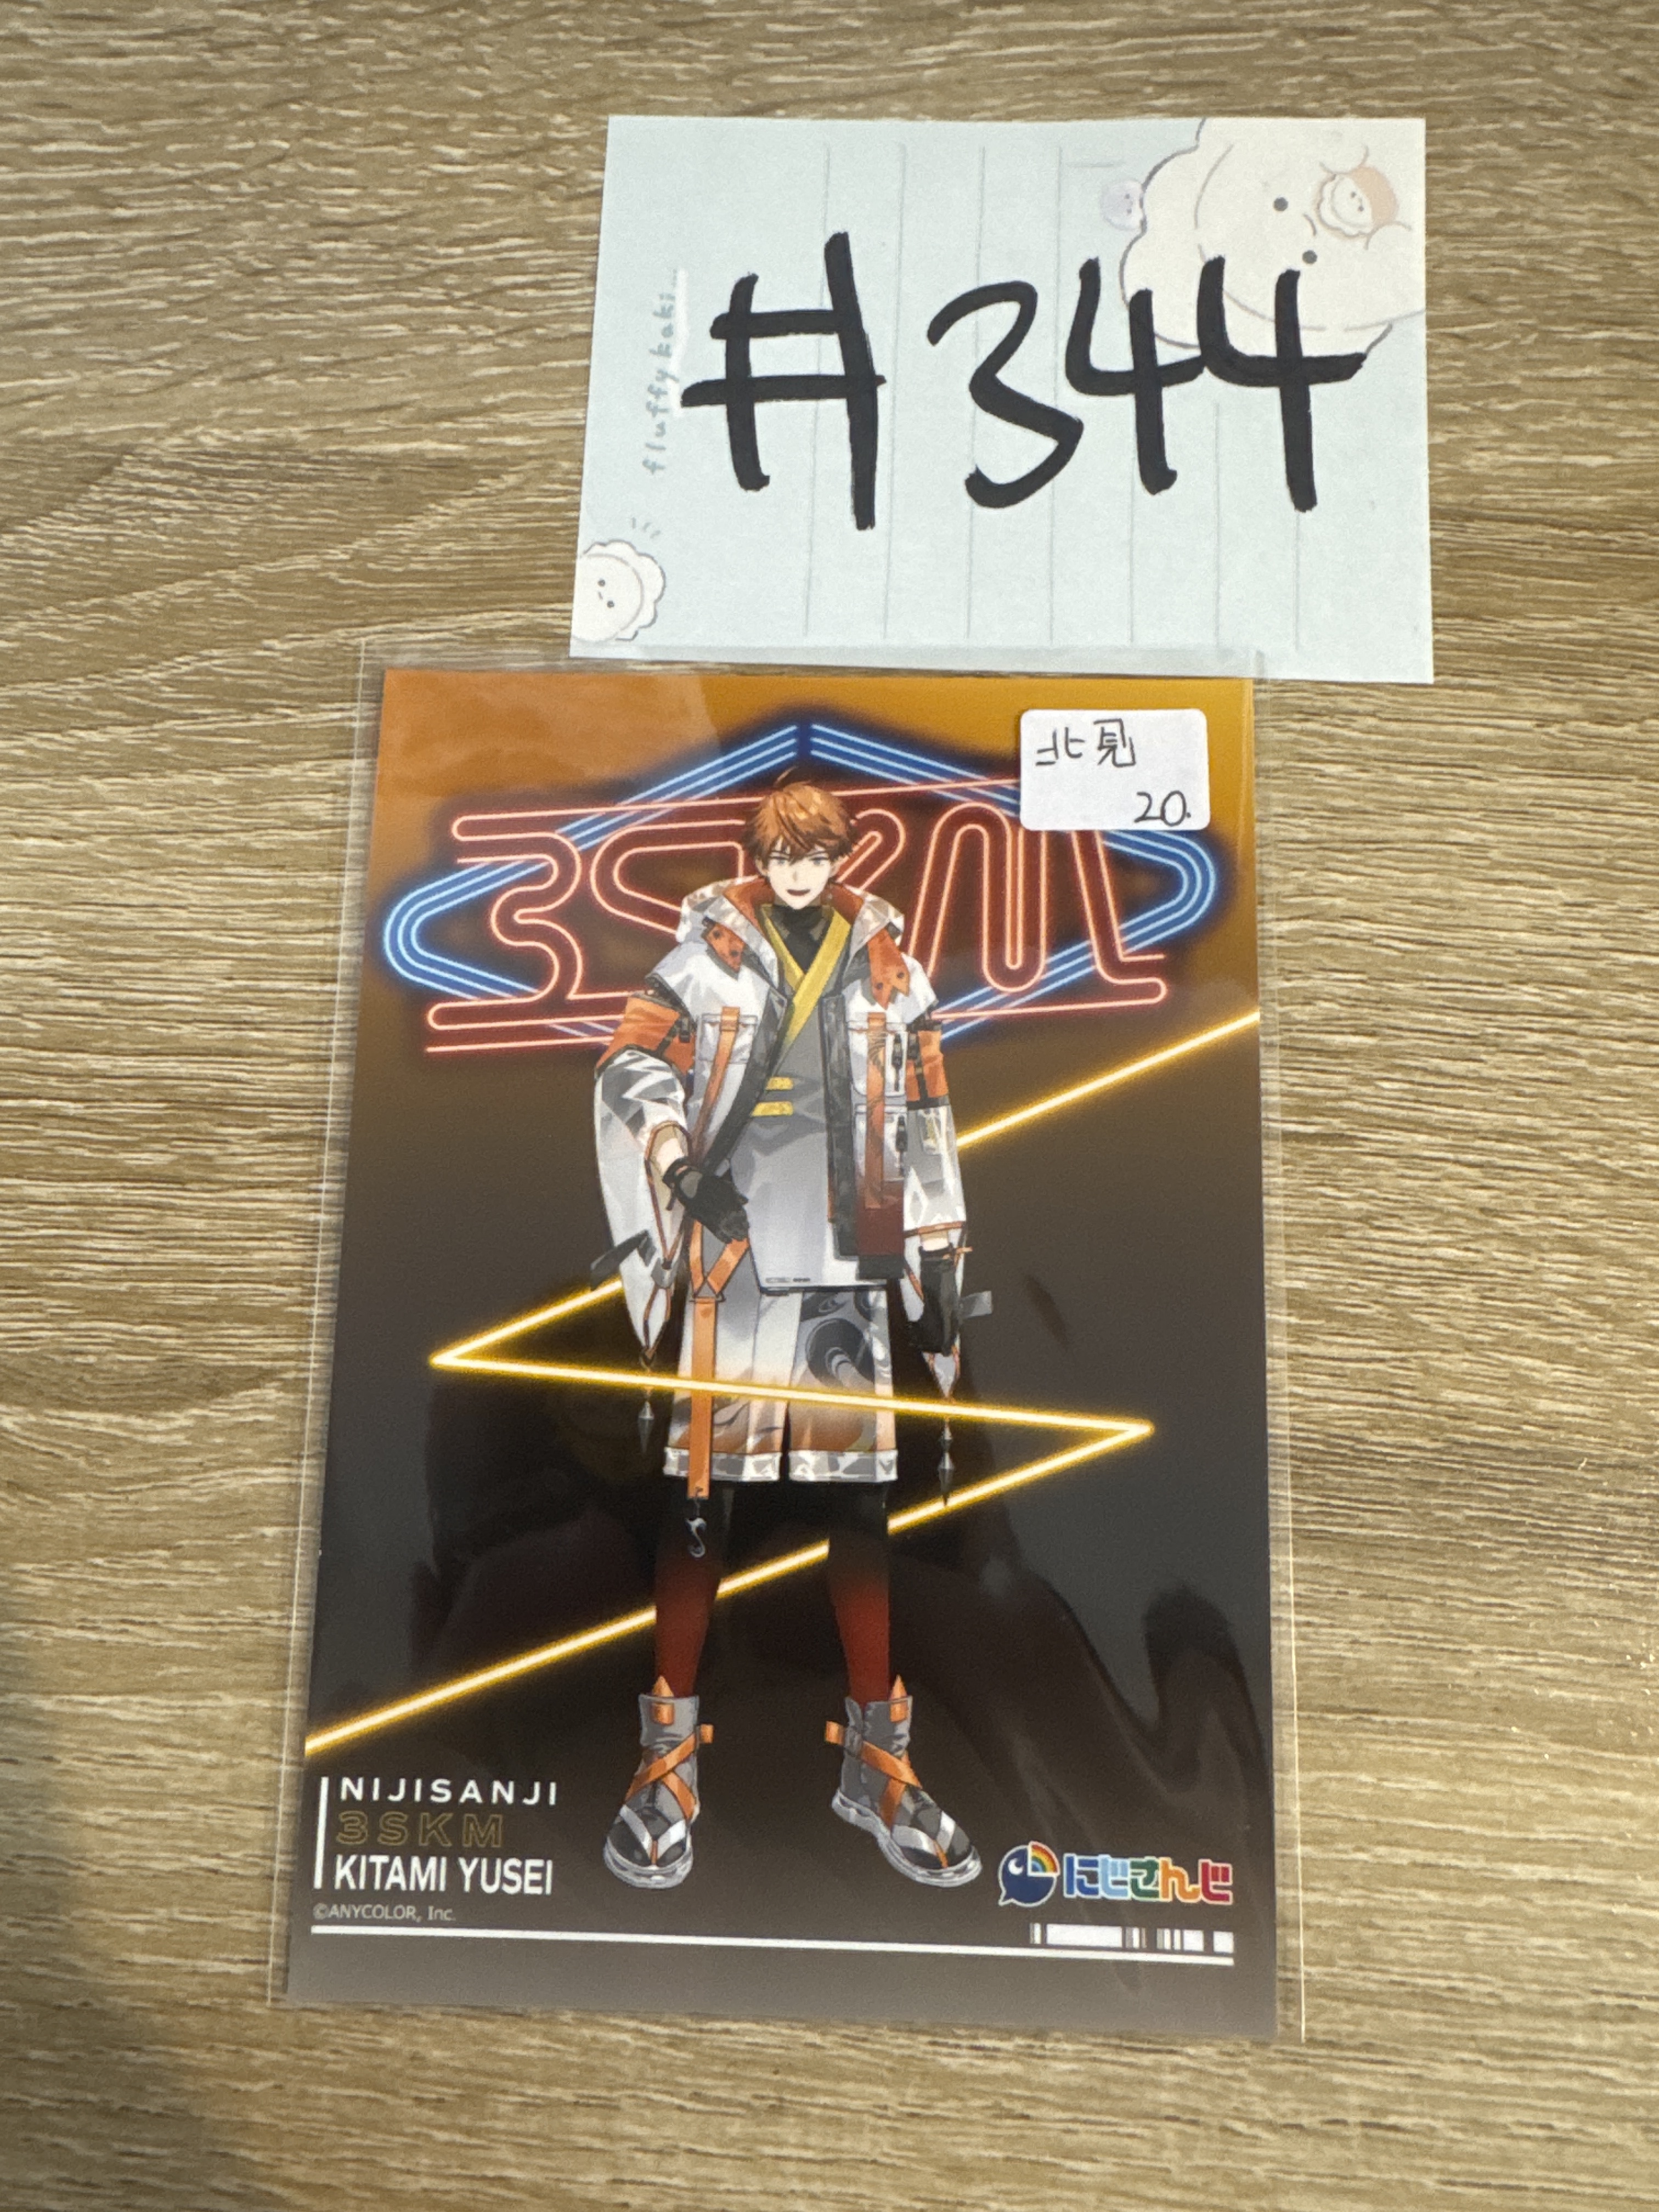 #344
fluffy kaki
北見
20.
3SKM
NIJISANJI
3SKM
KITAMI YUSEI
©ANYCOLOR, Inc.
にじさんじ